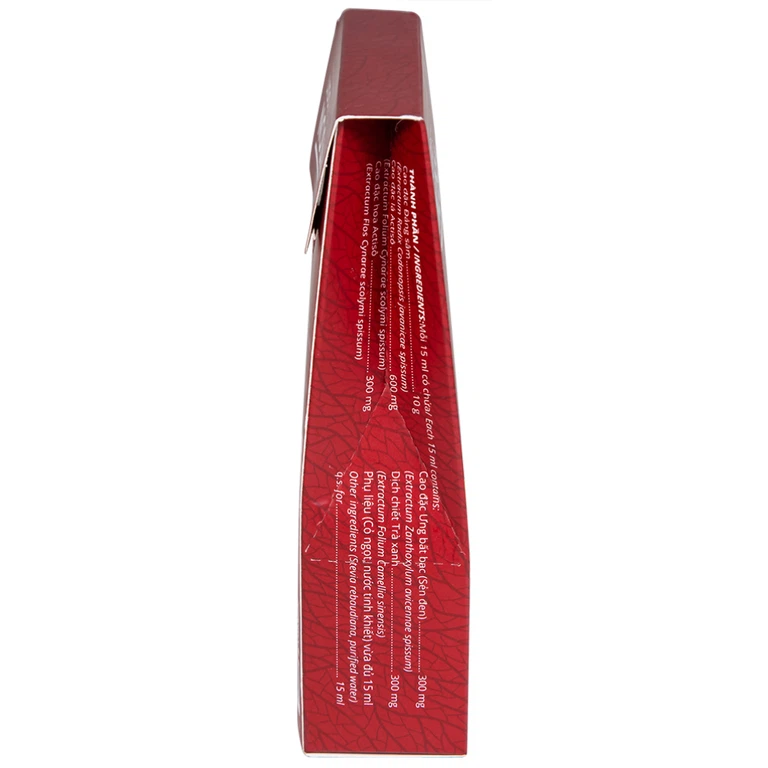 THÀNH PHẦN / INGREDIENTS: Mỗi 15 ml có chứa/ Each 15 ml contains:
Cao đặc Đảng sâm.......................... 10 g
(Extractum Radix Codonopsis javanicae spissum)
Cao đặc lá Actisô.......................... 600 mg
(Extractum Folium Cynarae scolymi spissum)
Cao đặc hoa Actisô.......................... 300 mg
(Extractum Flos Cynarae scolymi spissum)
Cao đặc Ưng bất bạc (Sẻn đen).......................... 300 mg
(Extractum Zanthoxylum avicennae spissum)
Dịch chiết Trà xanh.......................... 300 mg
(Extractum Folium Camellia sinensis)
Phụ liệu (Cỏ ngọt, nước tinh khiết) vừa đủ 15 ml
Other ingredients (Stevia rebaudiana, purified water)
q.s. for.......................... 15 ml